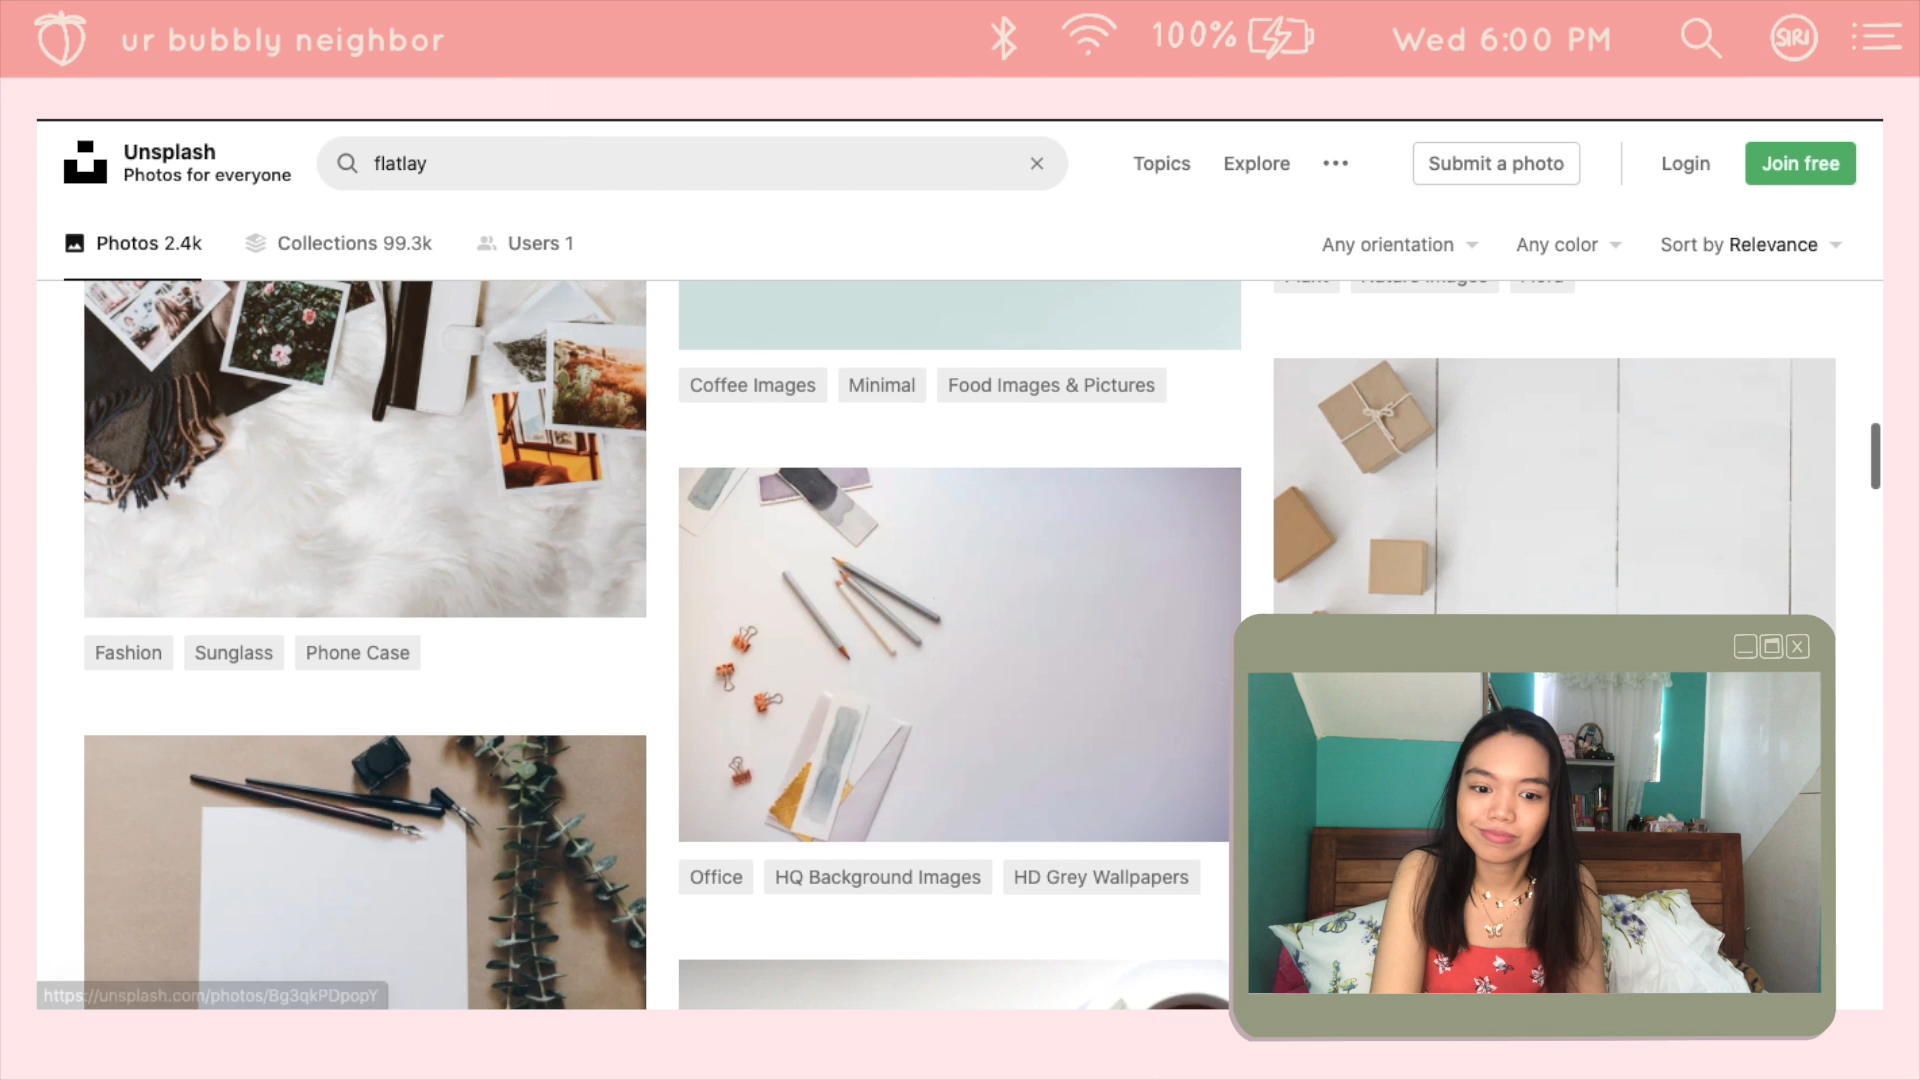 ur bubbly neighbor
100%
Wed 6:00 PM
SIRI
Unsplash
Photos for everyone
flatlay
Topics
Explore
Submit a photo
Login
Join free
Photos 2.4k
Collections 99.3k
Users 1
Any orientation
Any color
Sort by Relevance
Coffee Images
Minimal
Food Images & Pictures
Fashion
Sunglass
Phone Case
Office
HQ Background Images
HD Grey Wallpapers
https://unsplash.com/photos/Bg3qkPDpopY